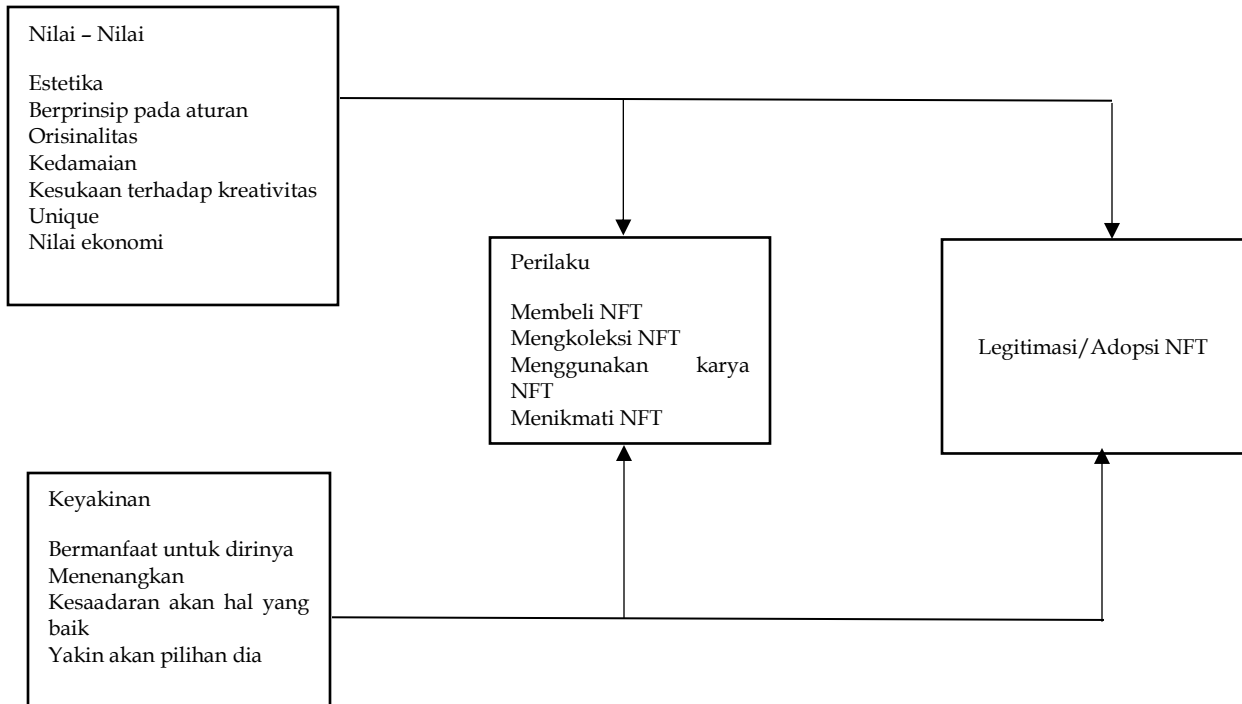 Nilai – Nilai
Estetika
Berprinsip pada aturan
Orisinalitas
Kedamaian
Kesukaan terhadap kreativitas
Unique
Nilai ekonomi
Perilaku
Membeli NFT
Mengkoleksi NFT
Menggunakan karya
NFT
Menikmati NFT
Legitimasi/Adopsi NFT
Keyakinan
Bermanfaat untuk dirinya
Menenangkan
Kesaadaran akan hal yang
baik
Yakin akan pilihan dia